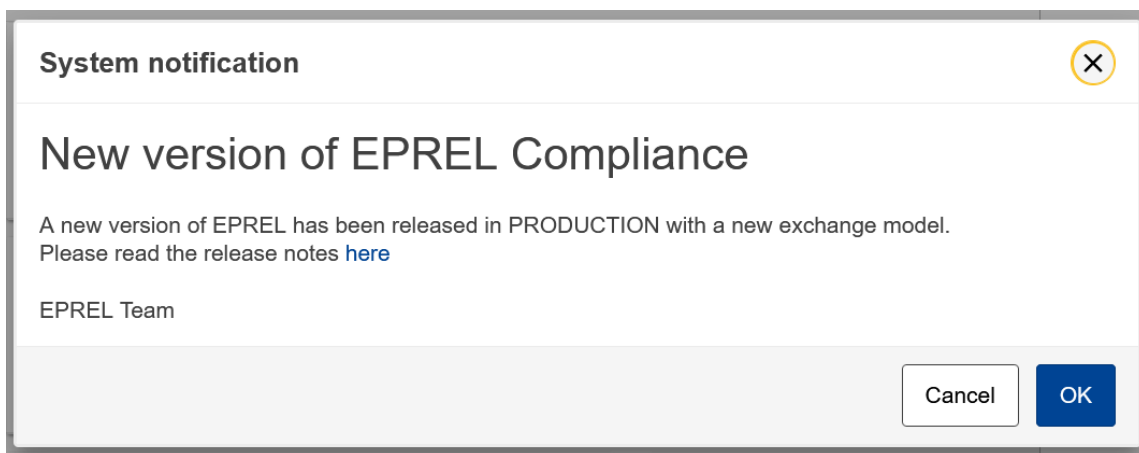 System notification
New version of EPREL Compliance
A new version of EPREL has been released in PRODUCTION with a new exchange model.
Please read the release notes here
EPREL Team
Cancel
OK